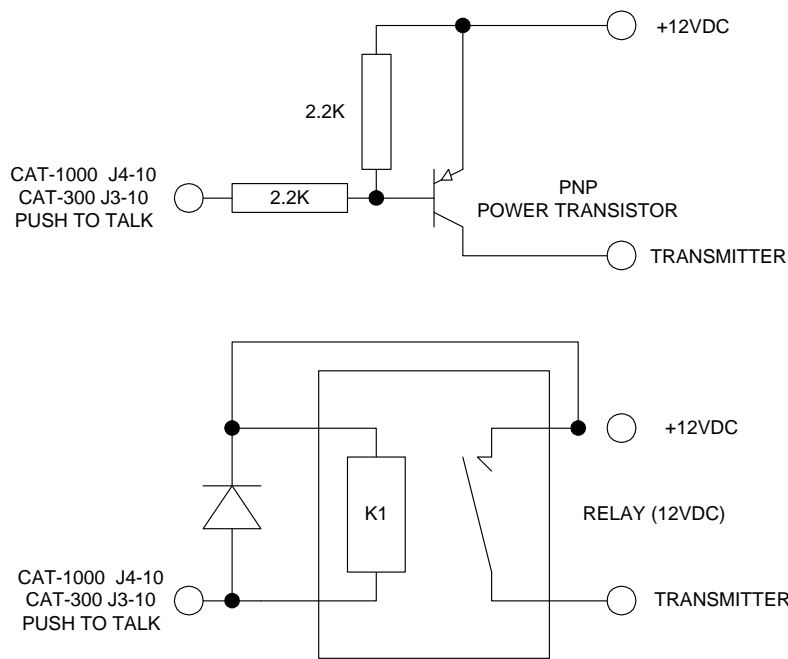 +12VDC
2.2K
CAT-1000 J4-10
CAT-300 J3-10
PUSH TO TALK
2.2K
PNP
POWER TRANSISTOR
TRANSMITTER
+12VDC
K1
RELAY (12VDC)
CAT-1000 J4-10
CAT-300 J3-10
PUSH TO TALK
TRANSMITTER